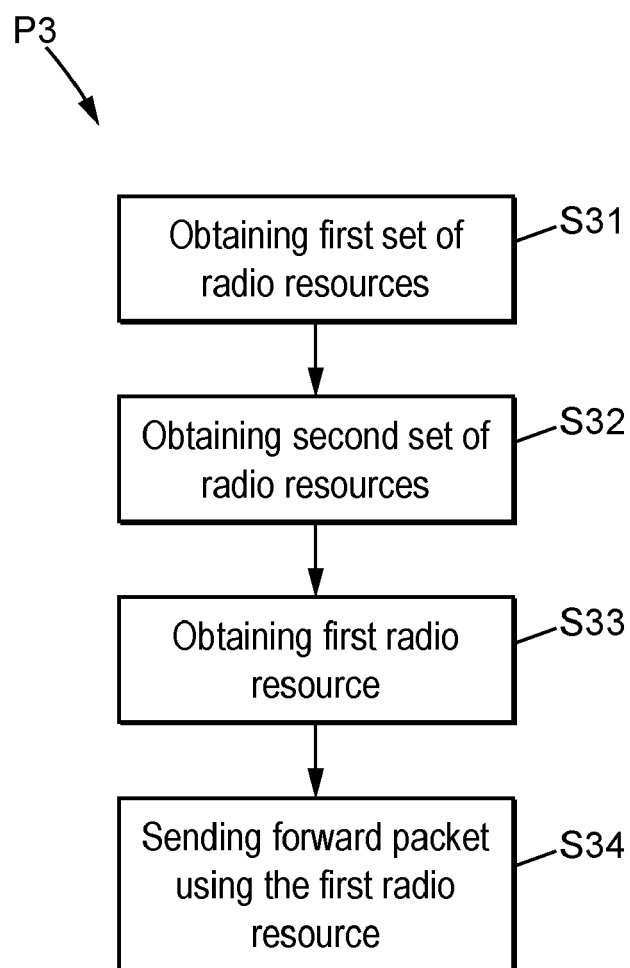 P3
Obtaining first set of
radio resources
S31
Obtaining second set of
radio resources
S32
Obtaining first radio
resource
S33
Sending forward packet
using the first radio
resource
S34